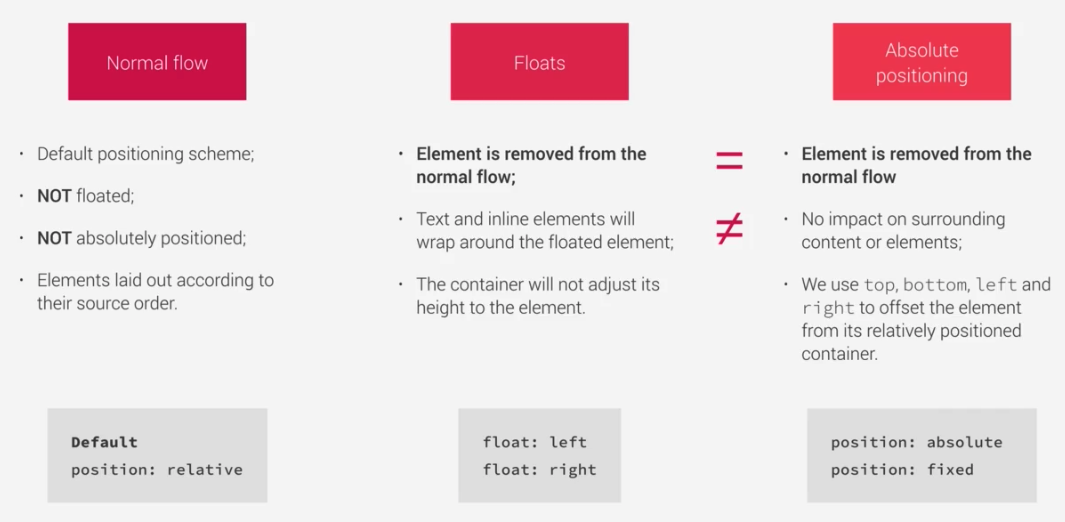 Normal flow
• Default positioning scheme;
• NOT floated;
• NOT absolutely positioned;
• Elements laid out according to
their source order.
Default
position: relative
Floats
• Element is removed from the
normal flow;
• Text and inline elements will
wrap around the floated element;
• The container will not adjust its
height to the element.
float: left
float: right
=
≠
Absolute
positioning
• Element is removed from the
normal flow
• No impact on surrounding
content or elements;
• We use top, bottom, left and
right to offset the element
from its relatively positioned
container.
position: absolute
position: fixed